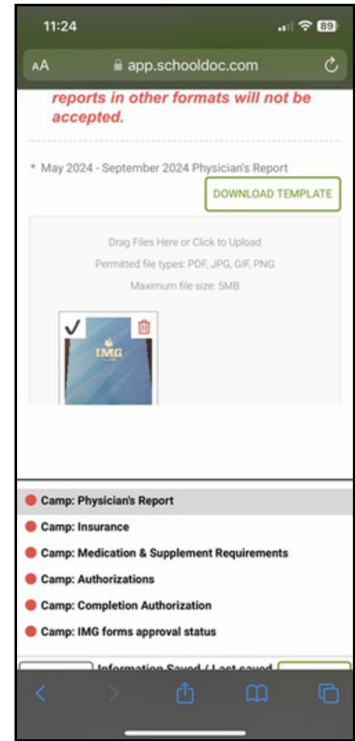 11:24
89
AA
app.schooldoc.com
reports in other formats will not be
accepted.
* May 2024 - September 2024 Physician's Report
DOWNLOAD TEMPLATE
Drag Files Here or Click to Upload
Permitted file types: PDF, JPG, GIF, PNG
Maximum file size: 5MB
IMG
Camp: Physician's Report
Camp: Insurance
Camp: Medication & Supplement Requirements
Camp: Authorizations
Camp: Completion Authorization
Camp: IMG forms approval status
Information Saved / Last saved